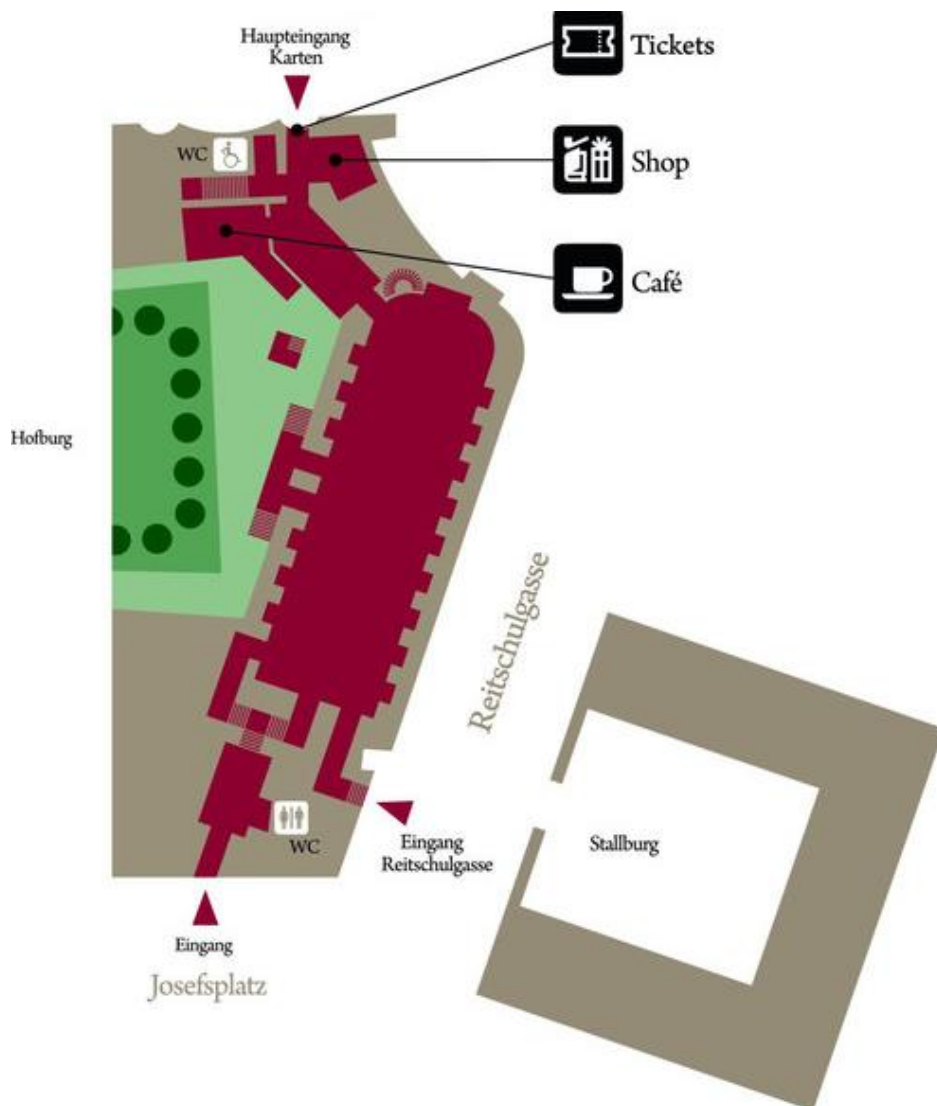 Haupteingang
Karten
Tickets
WC
Shop
Café
Hofburg
Reitschulgasse
WC
Eingang
Reitschulgasse
Stallburg
Eingang
Josefsplatz